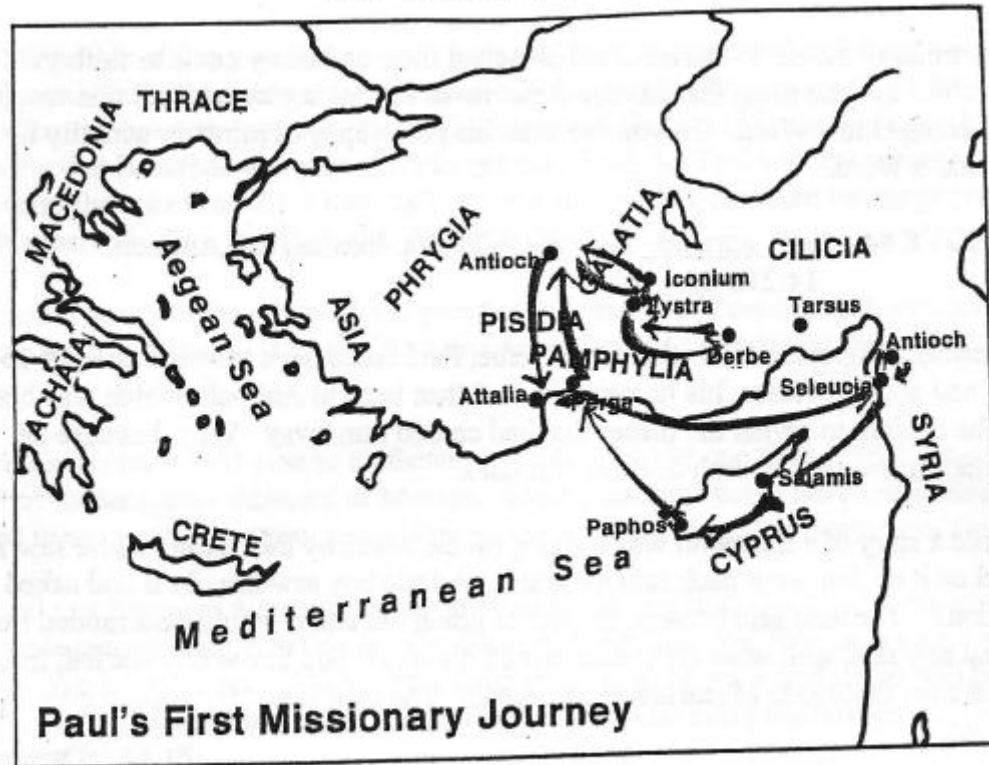 THRACE
MACEDONIA
Aegean Sea
ACHAIA
ASIA
PHRYGIA
GALATIA
CILICIA
Antioch
Iconium
Lystra
Tarsus
Antioch
PISIDIA
Derbe
PAMPHYLIA
Seleucia
Attalia
Perga
SYRIA
Salamis
Paphos
CYPRUS
CRETE
Mediterranean Sea
Paul's First Missionary Journey